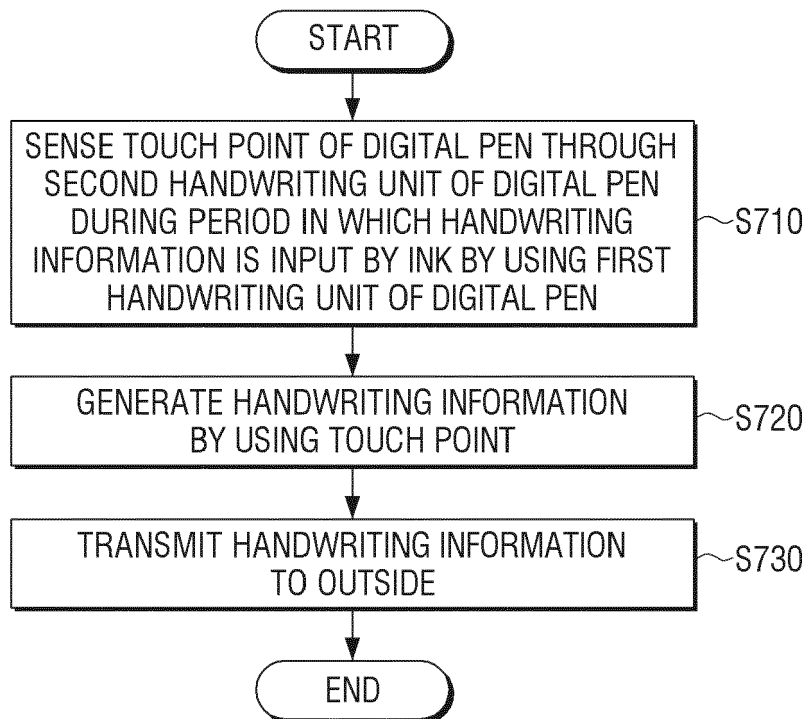 START
SENSE TOUCH POINT OF DIGITAL PEN THROUGH
SECOND HANDWRITING UNIT OF DIGITAL PEN
DURING PERIOD IN WHICH HANDWRITING
INFORMATION IS INPUT BY INK BY USING FIRST
HANDWRITING UNIT OF DIGITAL PEN
S710
GENERATE HANDWRITING INFORMATION
BY USING TOUCH POINT
S720
TRANSMIT HANDWRITING INFORMATION
TO OUTSIDE
S730
END